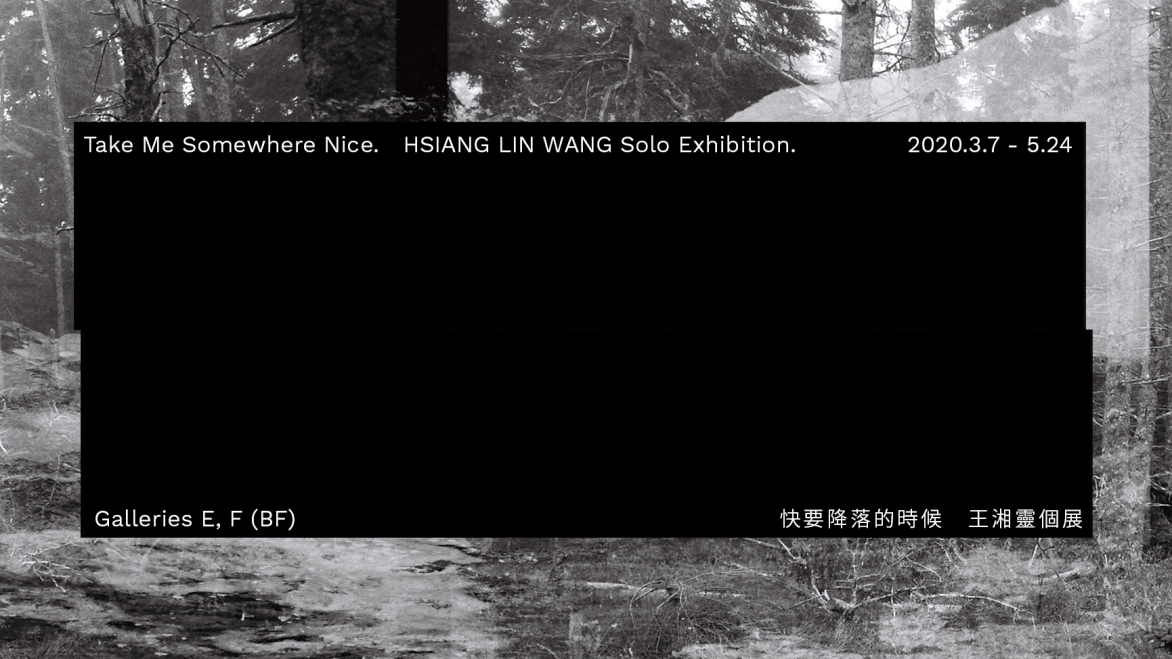 Take Me Somewhere Nice. HSIANG LIN WANG Solo Exhibition. 2020.3.7 - 5.24
Galleries E, F (BF) 快要降落的時候 王湘靈個展